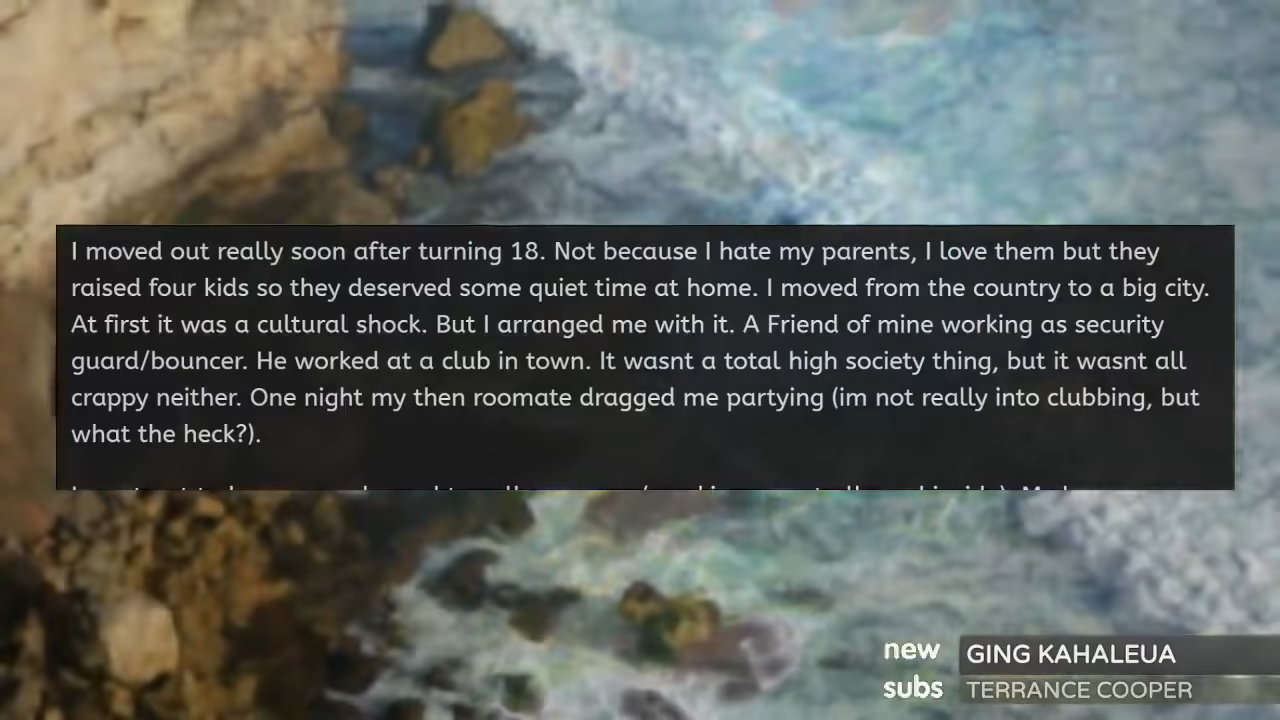 I moved out really soon after turning 18. Not because I hate my parents, I love them but they
raised four kids so they deserved some quiet time at home. I moved from the country to a big city.
At first it was a cultural shock. But I arranged me with it. A Friend of mine working as security
guard/bouncer. He worked at a club in town. It wasnt a total high society thing, but it wasnt all
crappy neither. One night my then roomate dragged me partying (im not really into clubbing, but
what the heck?).
new GING KAHALEUA
subs TERRANCE COOPER